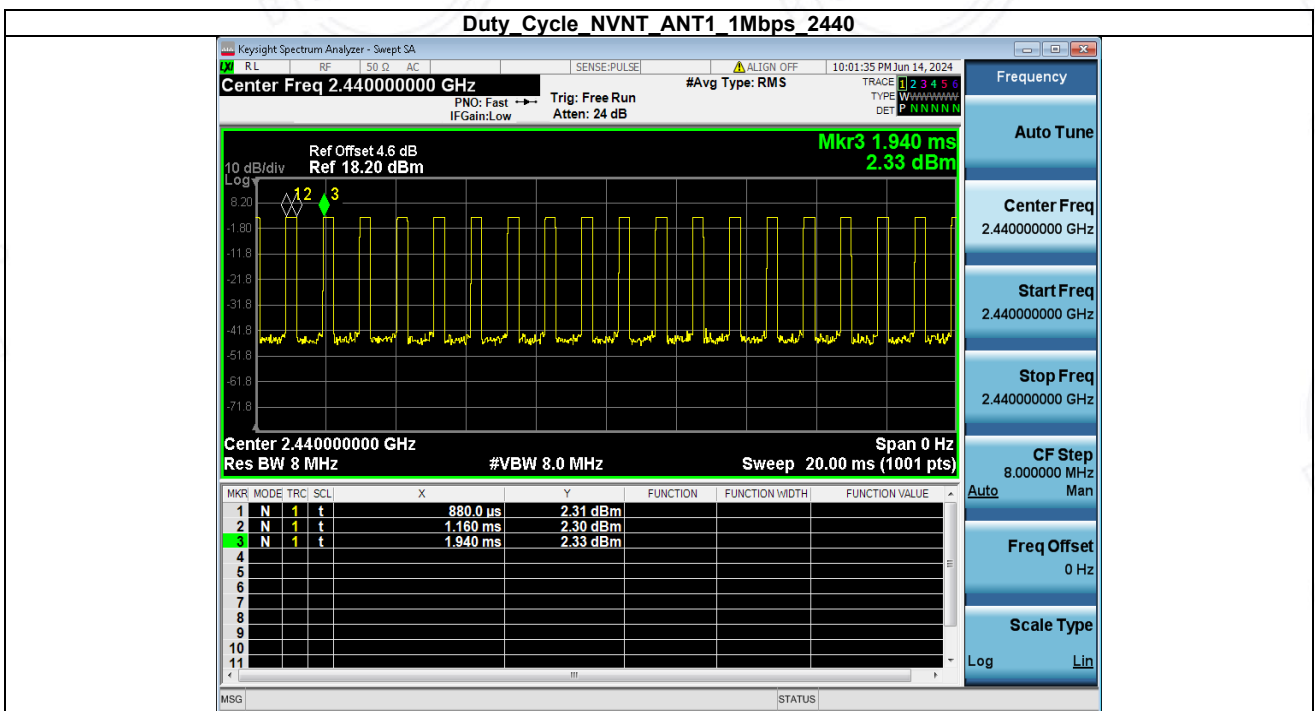 Duty_Cycle_NVNT_ANT1_1Mbps_2440
Keysight Spectrum Analyzer - Swept SA
RL RF 50 Ω AC SENSE:PULSE ALIGN OFF 10:01:35 PM Jun 14, 2024
Center Freq 2.440000000 GHz #Avg Type: RMS TRACE 1 2 3 4 5 6
PNO: Fast Trig: Free Run TYPE WWWWWW
IFGain:Low Atten: 24 dB DET P N N N N N
Mkr3 1.940 ms
2.33 dBm
Ref Offset 4.6 dB
10 dB/div Ref 18.20 dBm
Log
1 2 3
8.20
-1.80
-11.8
-21.8
-31.8
-41.8
-51.8
-61.8
-71.8
Center 2.440000000 GHz Span 0 Hz
Res BW 8 MHz #VBW 8.0 MHz Sweep 20.00 ms (1001 pts)
MKR MODE TRC SCL X Y FUNCTION FUNCTION WIDTH FUNCTION VALUE
1 N 1 t 880.0 µs 2.31 dBm
2 N 1 t 1.160 ms 2.30 dBm
3 N 1 t 1.940 ms 2.33 dBm
4
5
6
7
8
9
10
11
MSG STATUS
Frequency
Auto Tune
Center Freq
2.440000000 GHz
Start Freq
2.440000000 GHz
Stop Freq
2.440000000 GHz
CF Step
8.000000 MHz
Auto Man
Freq Offset
0 Hz
Scale Type
Log Lin